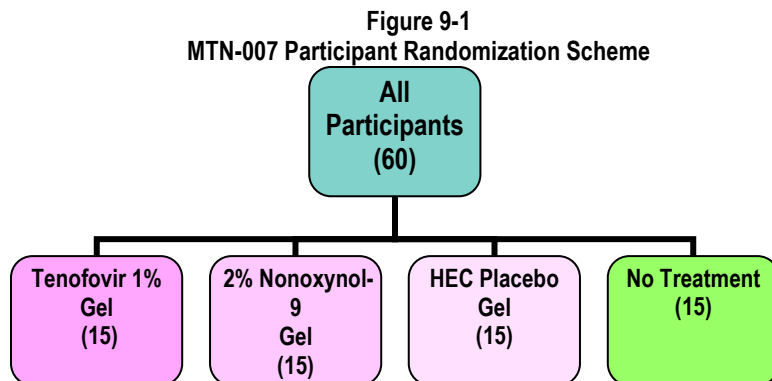 Figure 9-1
MTN-007 Participant Randomization Scheme
All
Participants
(60)
Tenofovir 1%
Gel
(15)
2% Nonoxynol-
9
Gel
(15)
HEC Placebo
Gel
(15)
No Treatment
(15)